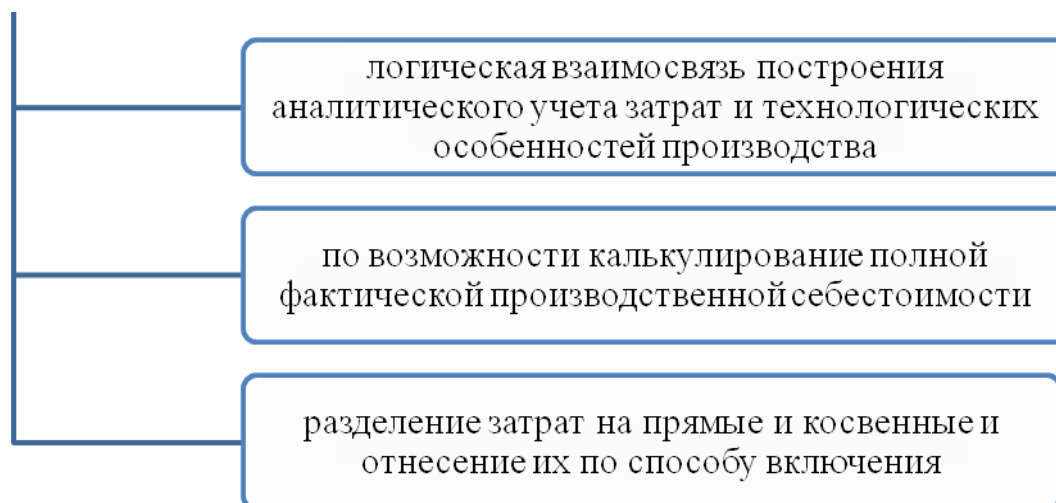 логическая взаимосвязь построения
аналитического учета затрат и технологических
особенностей производства
по возможности калькулирование полной
фактической производственной себестоимости
разделение затрат на прямые и косвенные и
отнесение их по способу включения